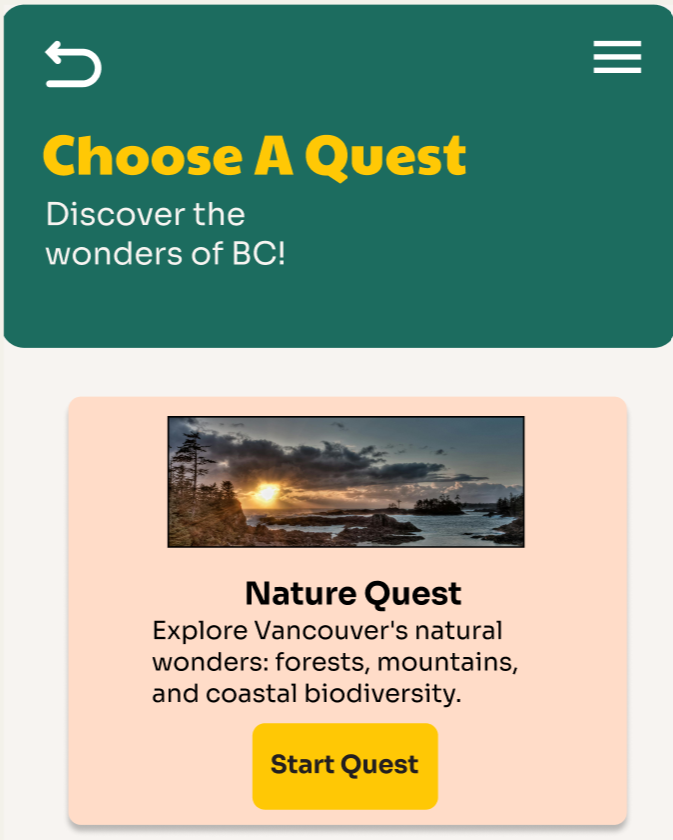 Choose A Quest
Discover the
wonders of BC!
Nature Quest
Explore Vancouver's natural
wonders: forests, mountains,
and coastal biodiversity.
Start Quest